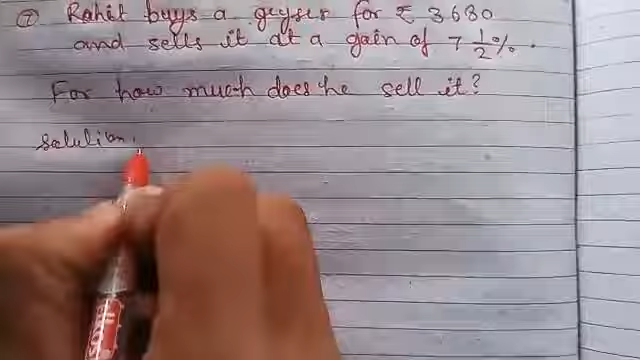 ⑦ Rohit buys a geyser for ₹ 3680
and sells it at a gain of 7 1/2 %.
For how much does he sell it?
Solution.